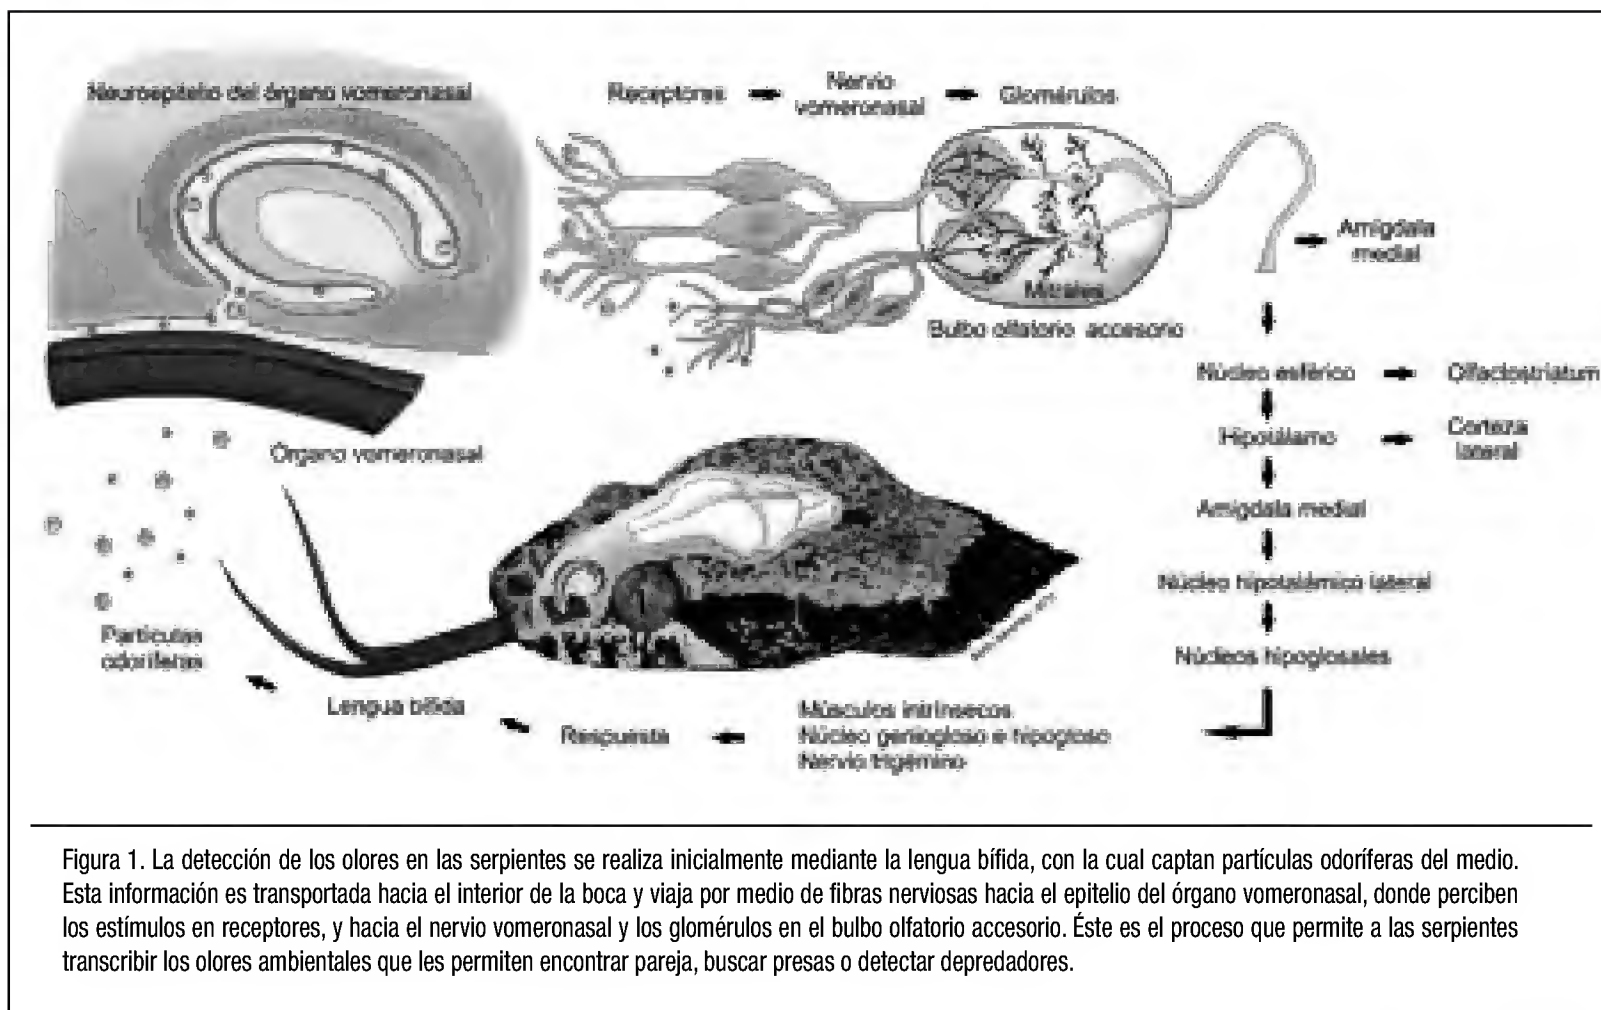 Neuroepitelio del órgano vomeronasal
Receptores
Nervio
vomeronasal
Glomérulos
Amígdala
medial
Mitrales
Bulbo olfatorio accesorio
Núcleo esférico
Olfactostriatum
Hipotálamo
Corteza
lateral
Órgano vomeronasal
Amígdala medial
Núcleo hipotalámico lateral
Partículas
odoríferas
Núcleos hipoglosales
Lengua bífida
Músculos intrínsecos
Respuesta
Núcleo geniogloso e hipogloso
Nervio trigémino
Figura 1. La detección de los olores en las serpientes se realiza inicialmente mediante la lengua bífida, con la cual captan partículas odoríferas del medio.
Esta información es transportada hacia el interior de la boca y viaja por medio de fibras nerviosas hacia el epitelio del órgano vomeronasal, donde perciben
los estímulos en receptores, y hacia el nervio vomeronasal y los glomérulos en el bulbo olfatorio accesorio. Éste es el proceso que permite a las serpientes
transcribir los olores ambientales que les permiten encontrar pareja, buscar presas o detectar depredadores.